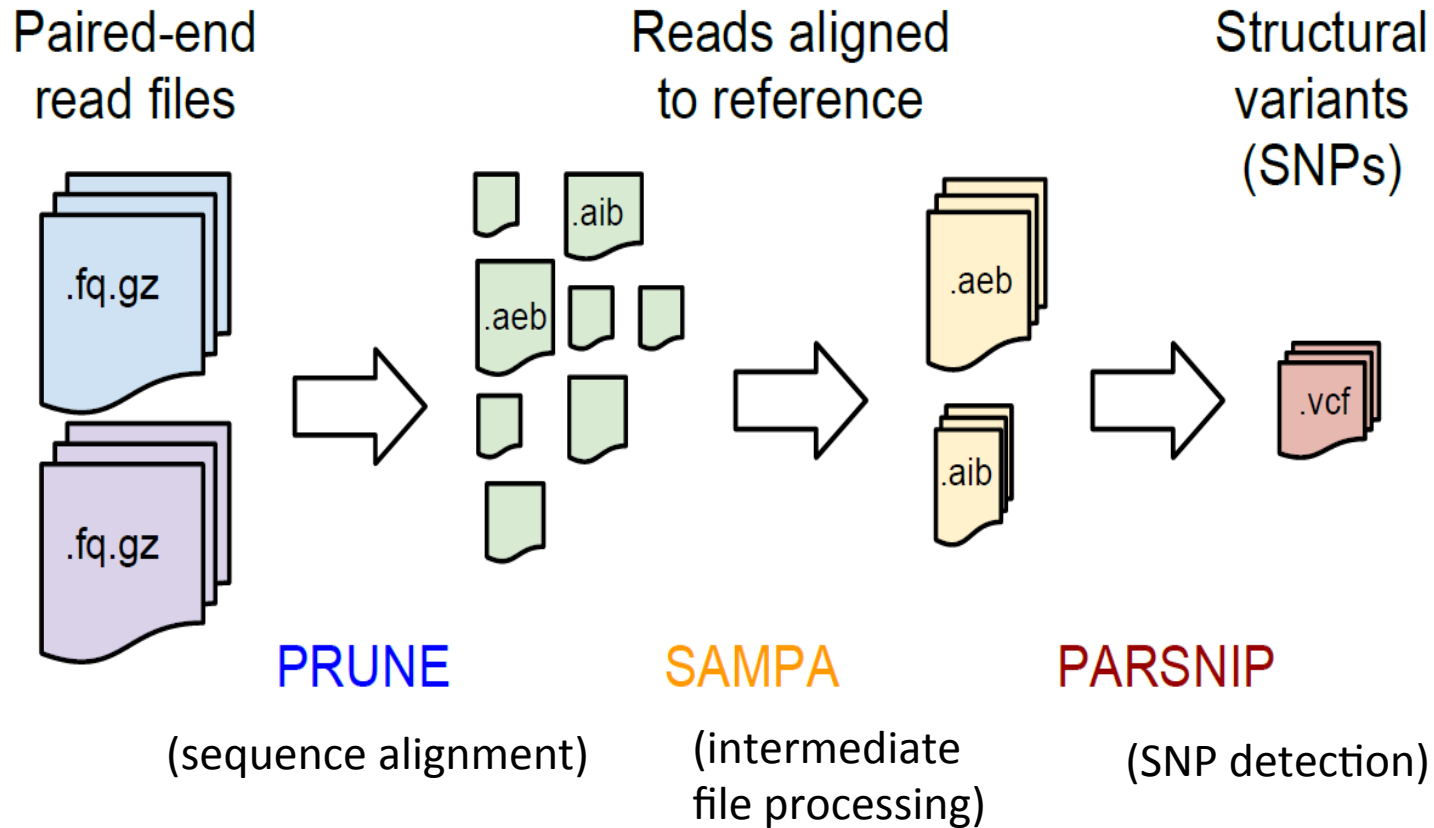 Paired-end
read files
Reads aligned
to reference
Structural
variants
(SNPs)
.fq.gz
.fq.gz
.aib
.aeb
.aeb
.aib
.vcf
PRUNE
SAMPA
PARSNIP
(sequence alignment)
(intermediate
file processing)
(SNP detection)